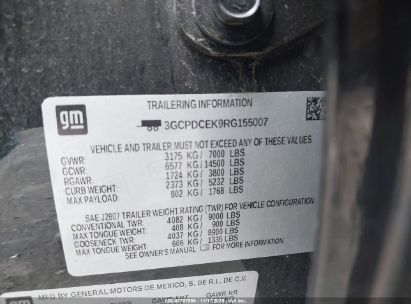 gm
TRAILERING INFORMATION
3GCPDCEK9RG155007
VEHICLE AND TRAILER MUST NOT EXCEED ANY OF THESE VALUES
GVWR: 3175 KG/ 7000 LBS
GCWR: 6577 KG/ 14500 LBS
RGAWR: 1724 KG/ 3800 LBS
CURB WEIGHT: 2373 KG/ 5232 LBS
MAX PAYLOAD: 802 KG/ 1768 LBS
SAE J2807 TRAILER WEIGHT RATING (TWR) FOR VEHICLE CONFIGURATION
CONVENTIONAL TWR: 4082 KG/ 9000 LBS
MAX TONGUE WEIGHT: 408 KG/ 900 LBS
GOOSENECK TWR: 4037 KG/ 8900 LBS
MAX TONGUE WEIGHT: 606 KG/ 1335 LBS
SEE OWNER'S MANUAL FOR MORE INFORMATION
MFD BY GENERAL MOTORS DE MEXICO, S. DE R.L. DE C.V.
GAWR RR